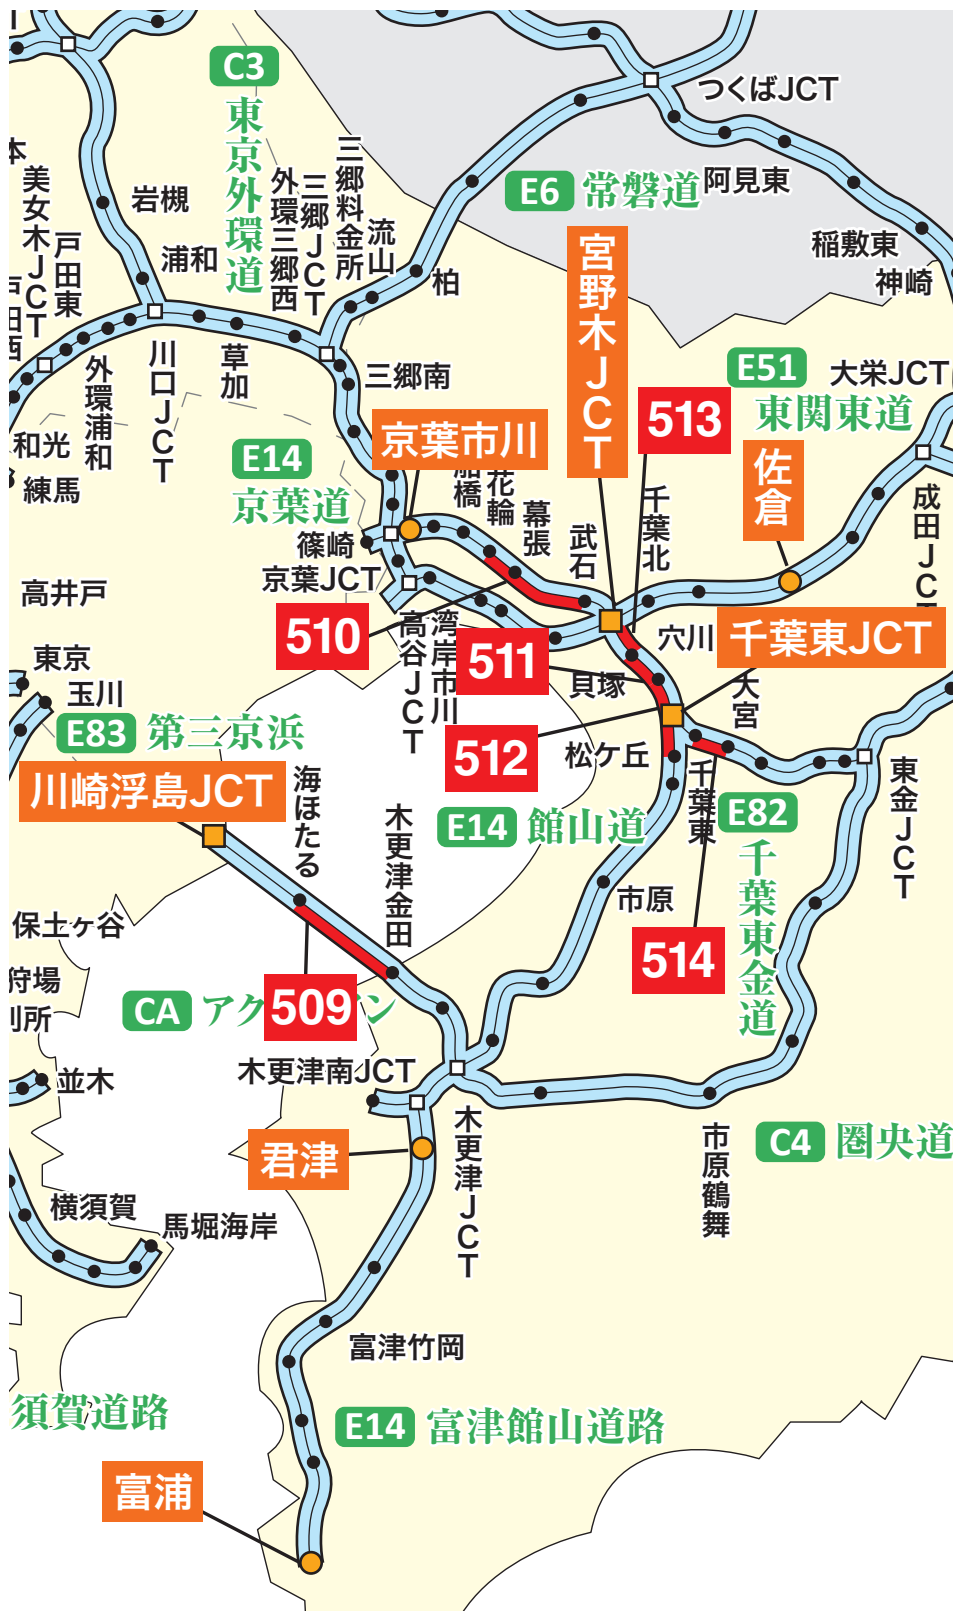 C3
東京外環道
つくばJCT
三郷料金所
三郷JCT
外環三郷西
流山
E6 常磐道
阿見東
美女木JCT
岩槻
戸田東
浦和
稲敷東
神崎
柏
宮野木JCT
川口JCT
草加
外環浦和
三郷南
E51
大栄JCT
東関東道
513
京葉市川
和光
E14
練馬
京葉道
船橋
花輪
幕張
武石
千葉北
佐倉
成田JCT
篠崎
京葉JCT
高井戸
510
高谷JCT
湾岸市川
511
穴川
千葉東JCT
東京
玉川
貝塚
大宮
E83 第三京浜
512
松ケ丘
川崎浮島JCT
海ほたる
木更津金田
E14 館山道
千葉東
E82
千葉東金道
東金JCT
市原
保土ヶ谷
514
狩場
CA
509
木更津南JCT
並木
君津
木更津JCT
市原鶴舞
C4 圏央道
横須賀
馬堀海岸
富津竹岡
須賀道路
E14 富津館山道路
富浦